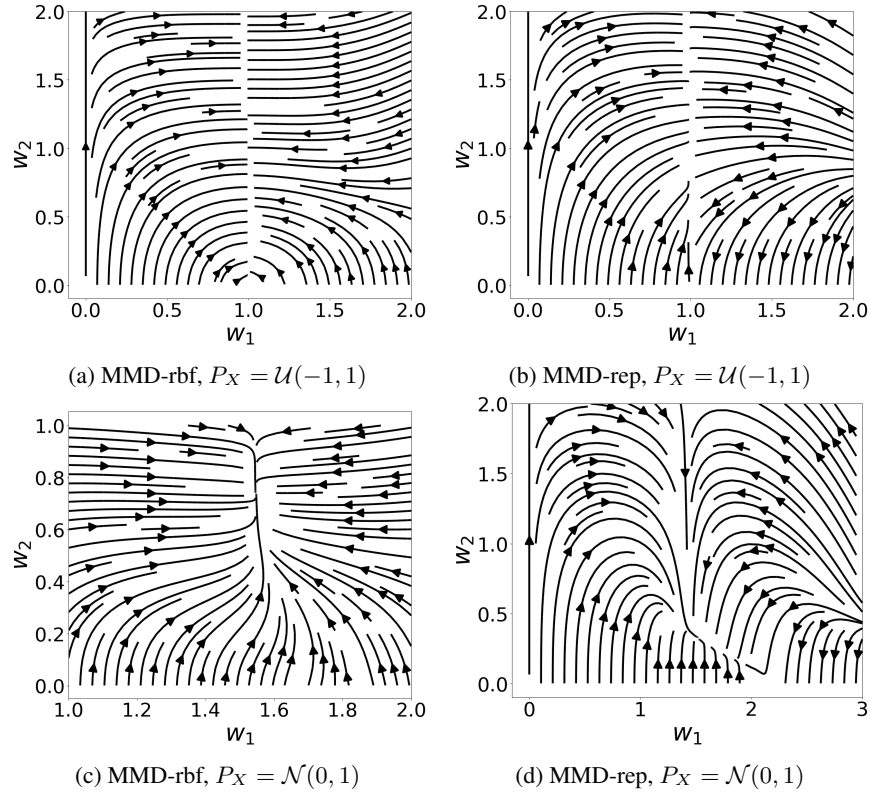 2.0
1.5
1.0
0.5
0.0
w₂
0.0 0.5 1.0 1.5 2.0
w₁
(a) MMD-rbf, P_X = 𝒰(−1, 1)
2.0
1.5
1.0
0.5
0.0
w₂
0.0 0.5 1.0 1.5 2.0
w₁
(b) MMD-rep, P_X = 𝒰(−1, 1)
1.0
0.8
0.6
0.4
0.2
0.0
w₂
1.0 1.2 1.4 1.6 1.8 2.0
w₁
(c) MMD-rbf, P_X = 𝒩(0, 1)
2.0
1.5
1.0
0.5
0.0
w₂
0 1 2 3
w₁
(d) MMD-rep, P_X = 𝒩(0, 1)